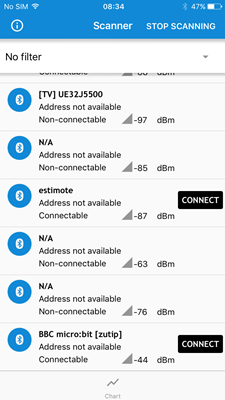 No SIM 08:34 47%
Scanner STOP SCANNING
No filter
Connectable dBm
[TV] UE32J5500
Address not available
Non-connectable -97 dBm
N/A
Address not available
Non-connectable -85 dBm
estimote
Address not available
Connectable -87 dBm
CONNECT
N/A
Address not available
Non-connectable -63 dBm
N/A
Address not available
Non-connectable -76 dBm
BBC micro:bit [zutip]
Address not available
Connectable -44 dBm
CONNECT
Chart